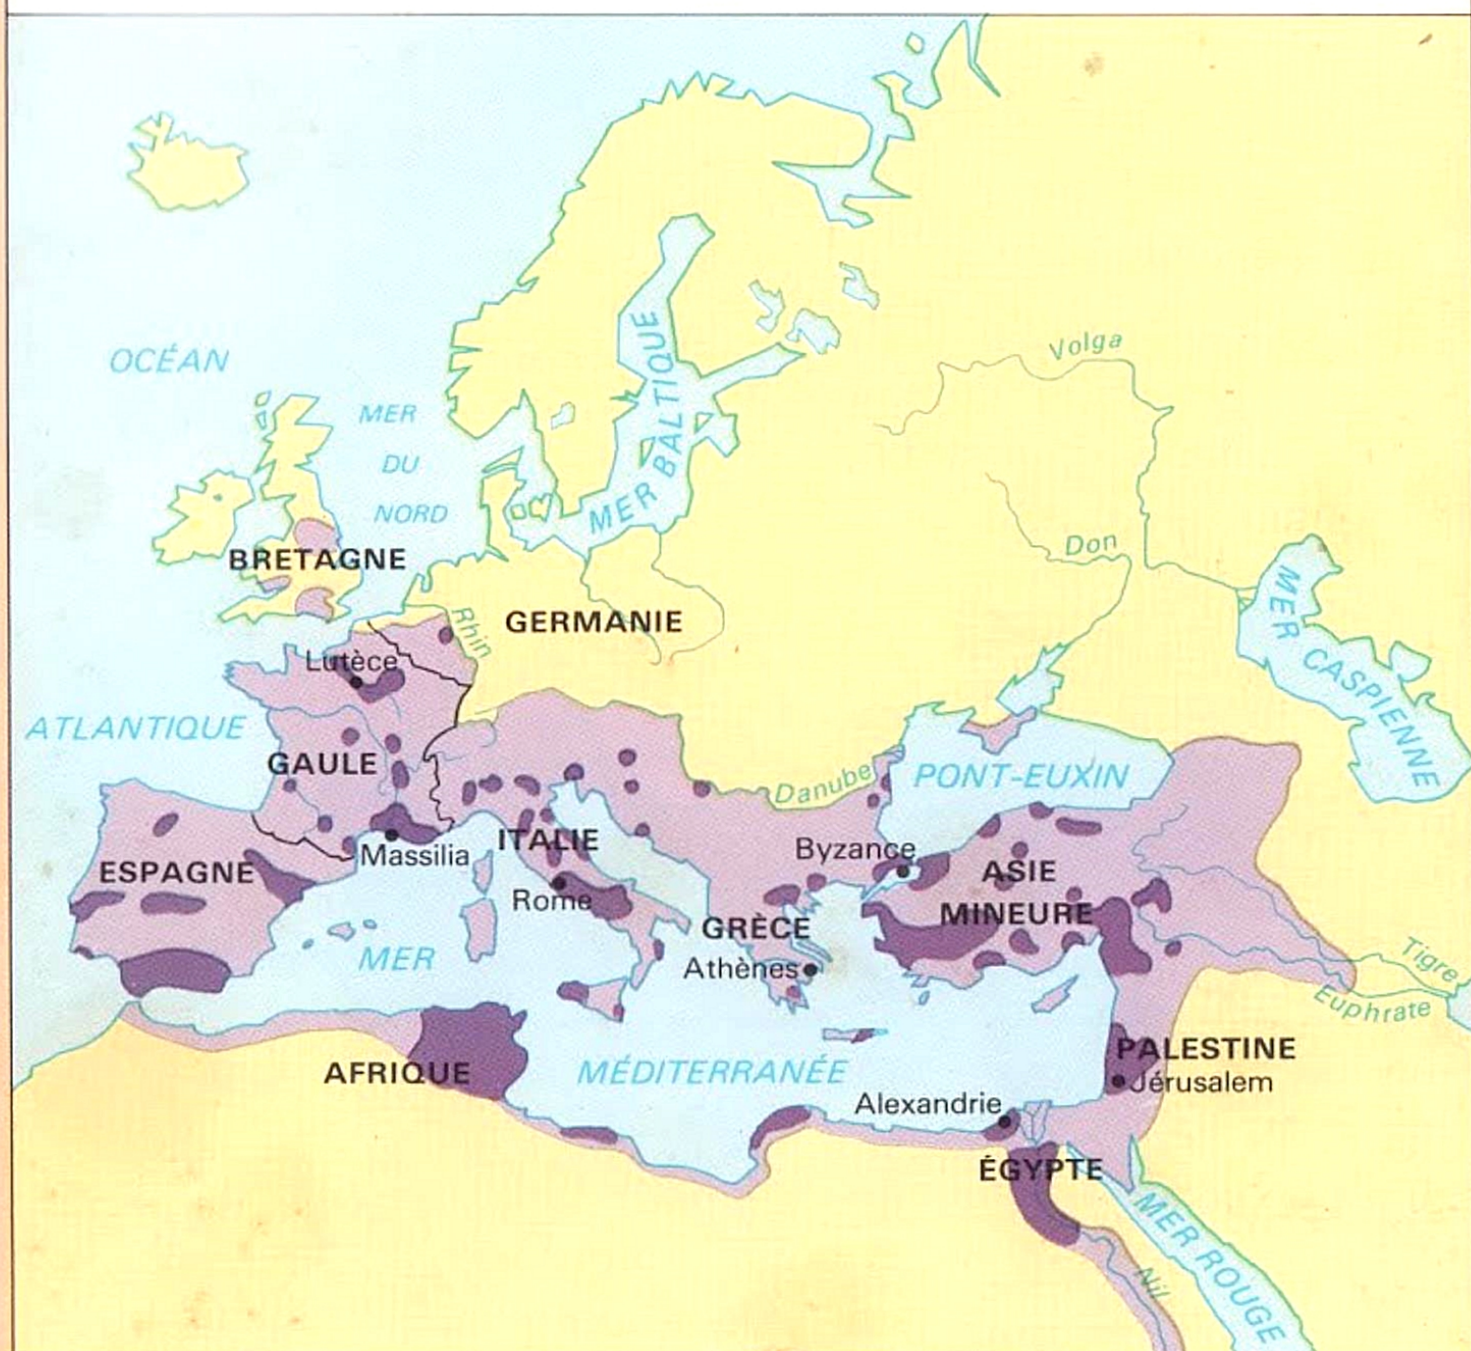 OCÉAN
ATLANTIQUE
MER
DU
NORD
MER BALTIQUE
Volga
Don
BRETAGNE
GERMANIE
Rhin
Lutèce
GAULE
Massilia
ESPAGNE
ITALIE
Rome
Danube
PONT-EUXIN
MER CASPIENNE
Byzance
ASIE
MINEURE
GRÈCE
Athènes
MER
MÉDITERRANÉE
AFRIQUE
Tigre
Euphrate
PALESTINE
Jérusalem
Alexandrie
ÉGYPTE
MER ROUGE
Nil